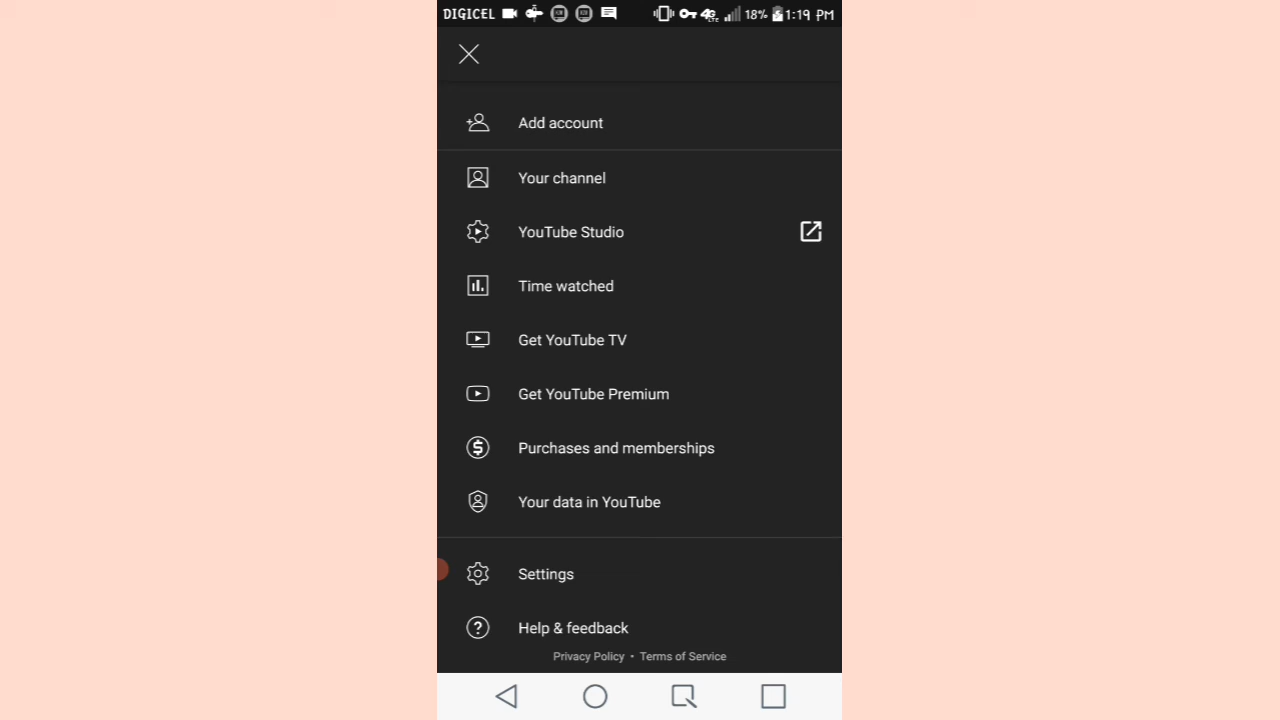 DIGICEL 18% 1:19 PM
Add account
Your channel
YouTube Studio
Time watched
Get YouTube TV
Get YouTube Premium
Purchases and memberships
Your data in YouTube
Settings
Help & feedback
Privacy Policy • Terms of Service